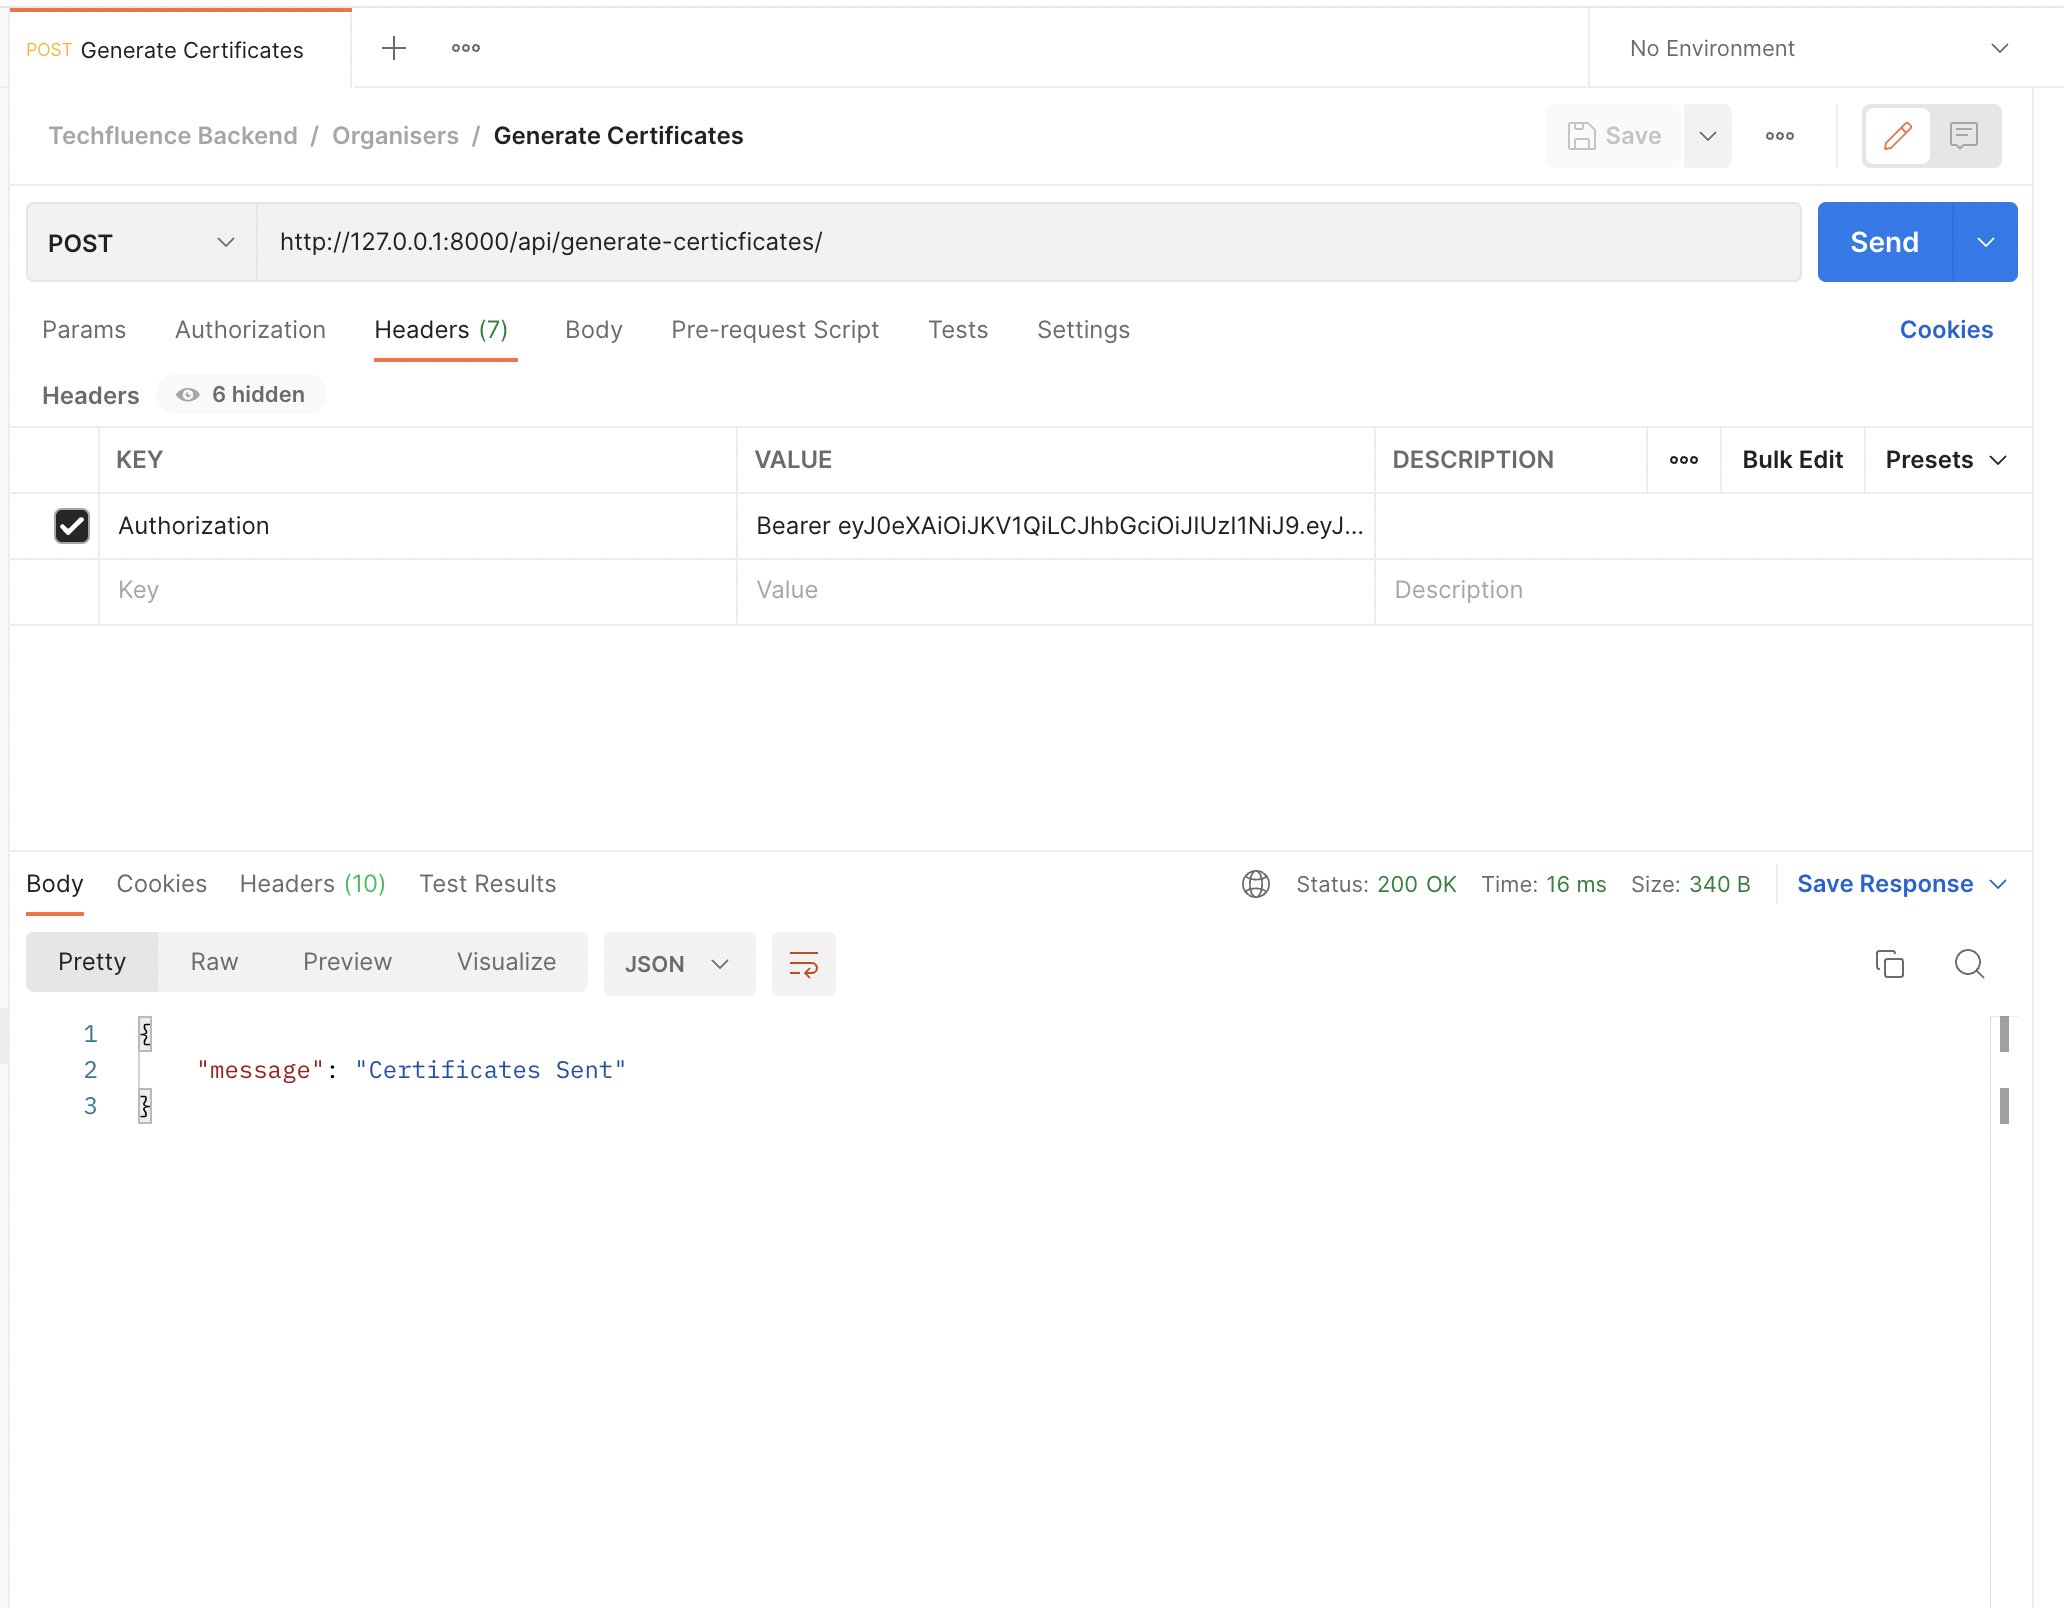 POST Generate Certificates
No Environment
Techfluence Backend / Organisers / Generate Certificates
Save
POST
http://127.0.0.1:8000/api/generate-certicficates/
Send
Params Authorization Headers (7) Body Pre-request Script Tests Settings
Cookies
Headers 6 hidden
KEY VALUE DESCRIPTION Bulk Edit Presets
Authorization Bearer eyJ0eXAiOiJKV1QiLCJhbGciOiJIUzI1NiJ9.eyJ...
Key Value Description
Body Cookies Headers (10) Test Results
Status: 200 OK Time: 16 ms Size: 340 B Save Response
Pretty Raw Preview Visualize JSON
1 {
2 "message": "Certificates Sent"
3 }